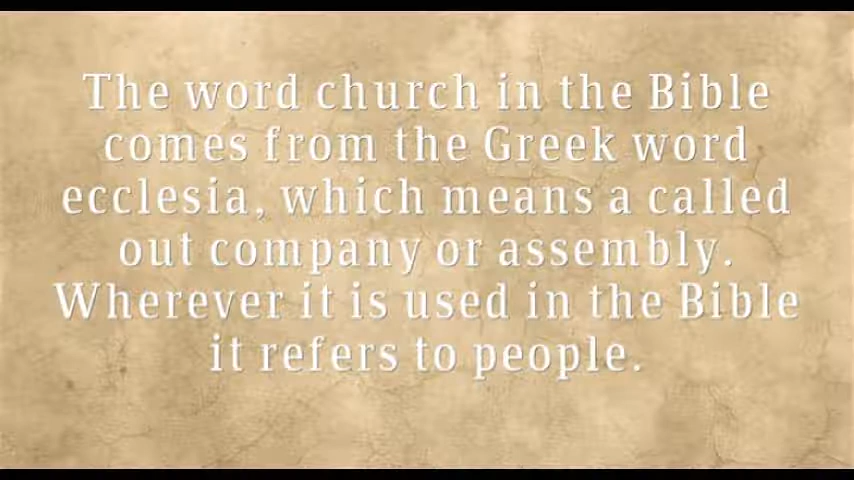 The word church in the Bible
comes from the Greek word
ecclesia, which means a called
out company or assembly.
Wherever it is used in the Bible
it refers to people.